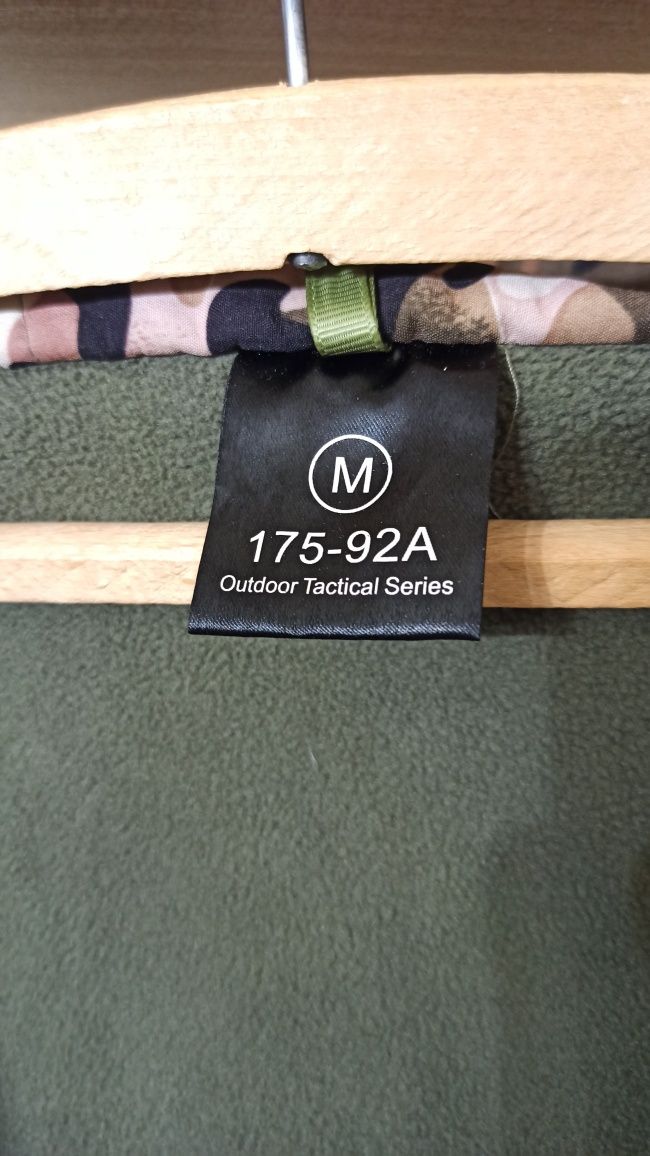 M
175-92A
Outdoor Tactical Series